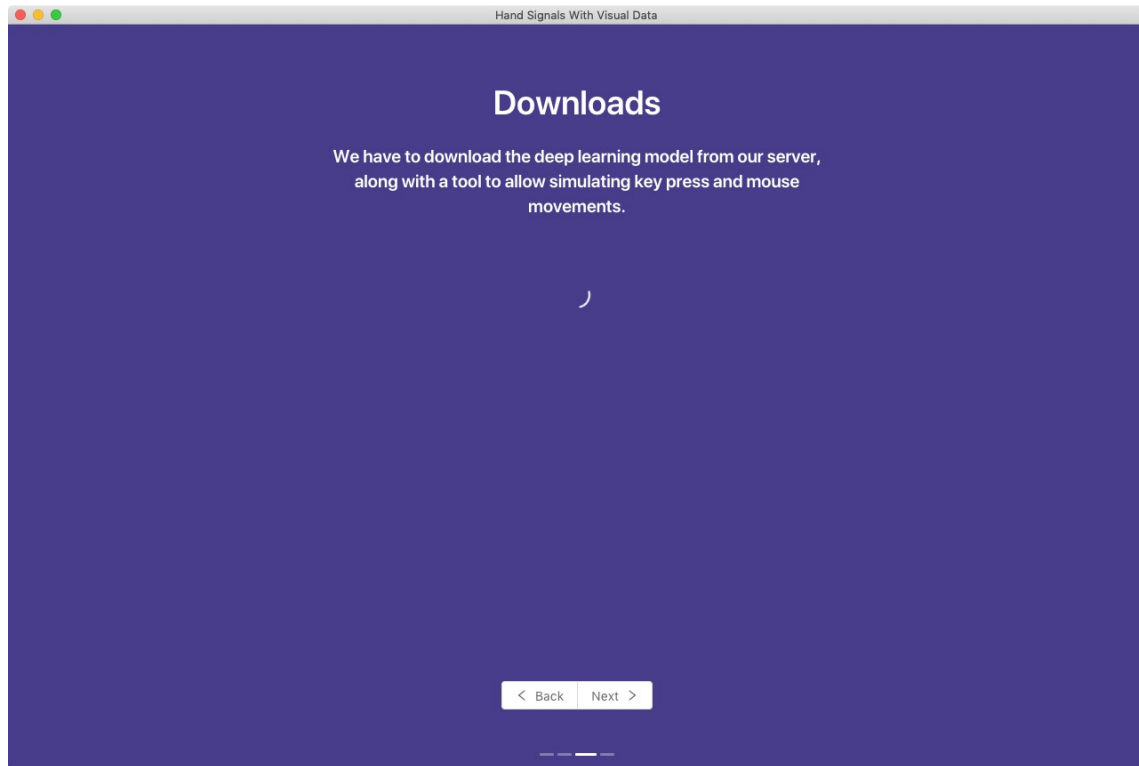 Hand Signals With Visual Data
Downloads
We have to download the deep learning model from our server,
along with a tool to allow simulating key press and mouse
movements.
Back Next